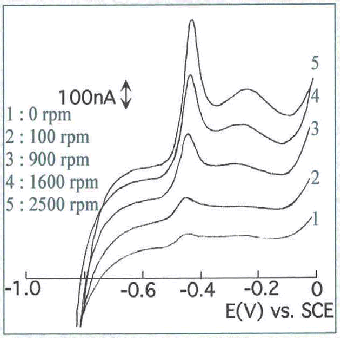 100nA
1 : 0 rpm
2 : 100 rpm
3 : 900 rpm
4 : 1600 rpm
5 : 2500 rpm
5
4
3
2
1
-1.0 -0.6 -0.4 -0.2 0
E(V) vs. SCE